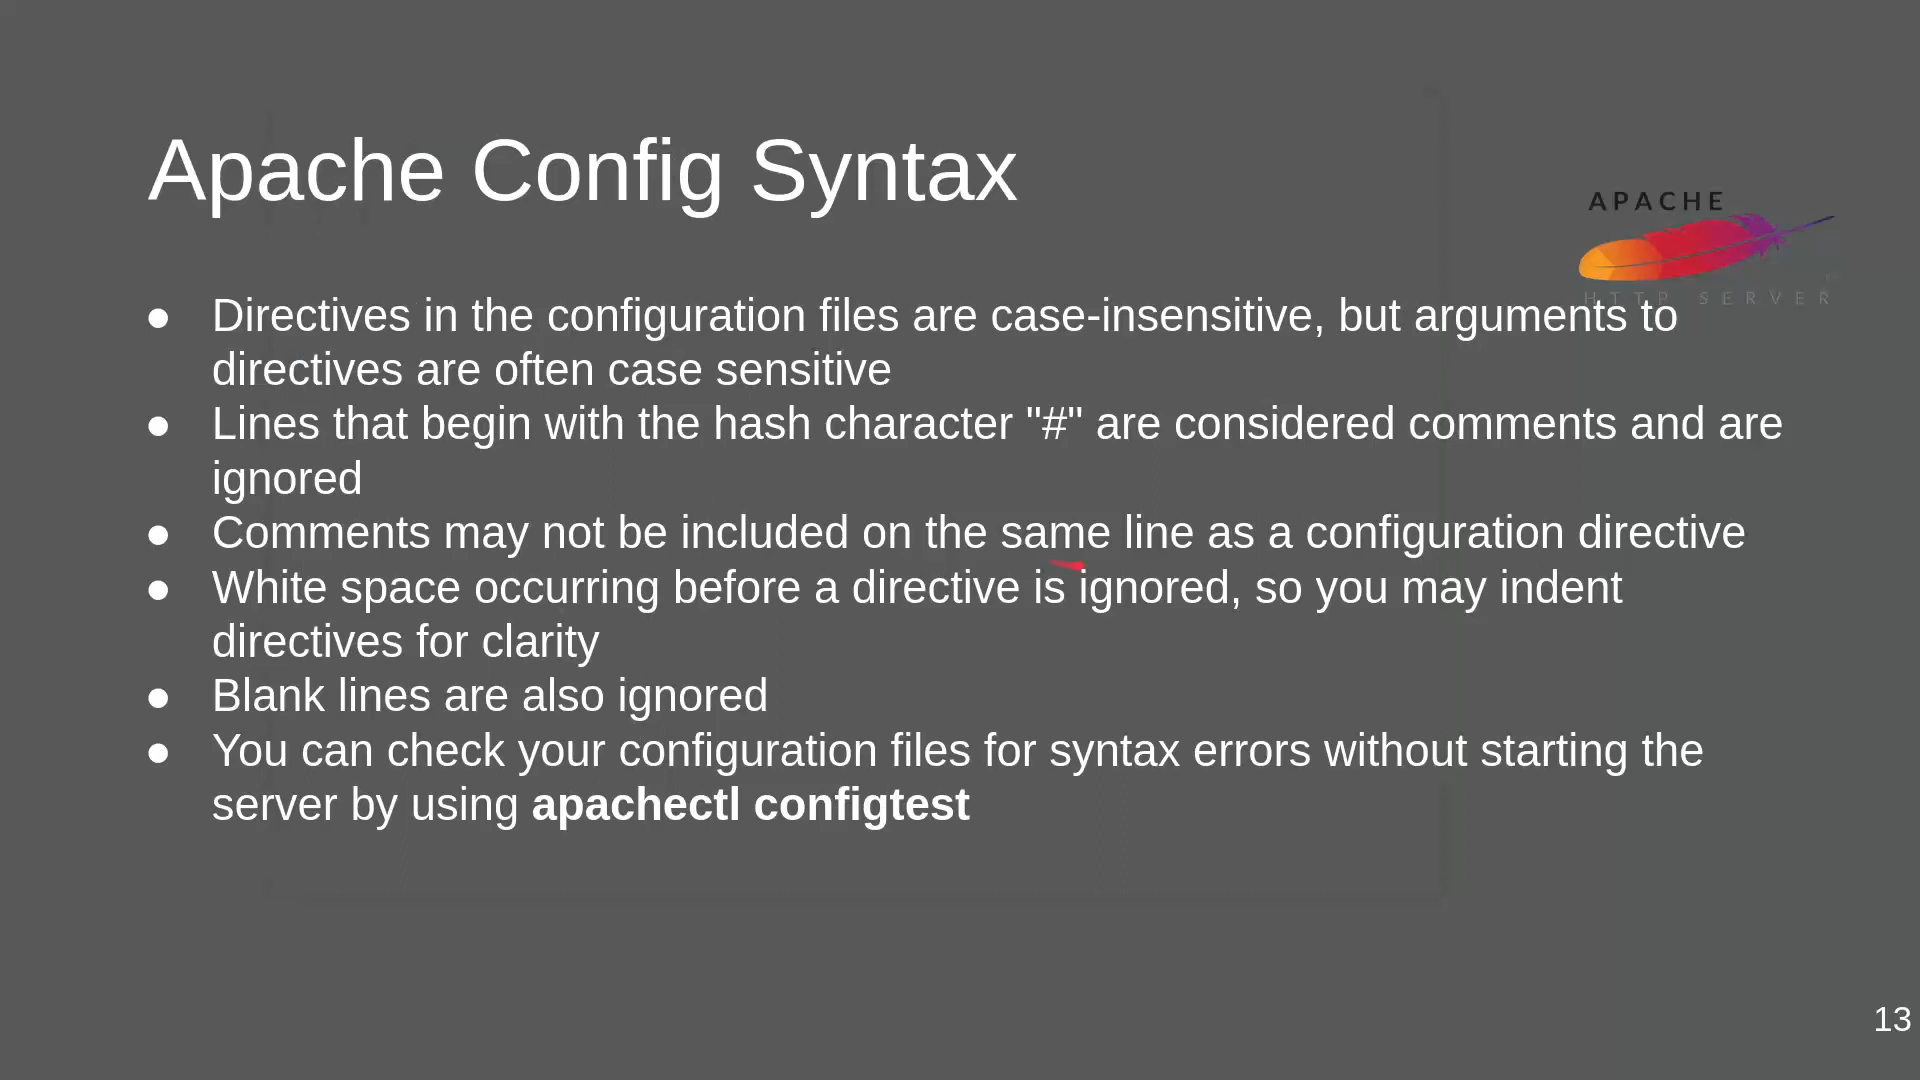 Apache Config Syntax
APACHE
HTTP SERVER
● Directives in the configuration files are case-insensitive, but arguments to
directives are often case sensitive
● Lines that begin with the hash character "#" are considered comments and are
ignored
● Comments may not be included on the same line as a configuration directive
● White space occurring before a directive is ignored, so you may indent
directives for clarity
● Blank lines are also ignored
● You can check your configuration files for syntax errors without starting the
server by using apachectl configtest
13